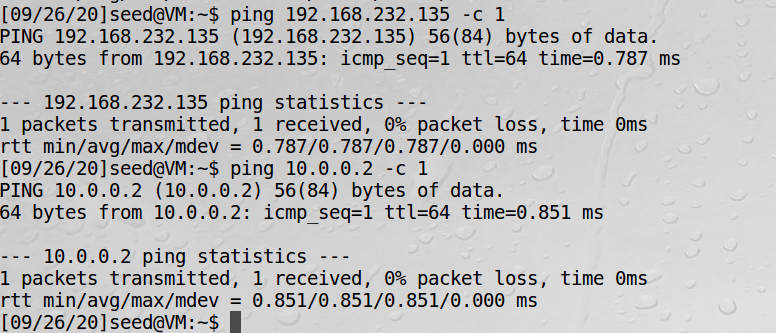 [09/26/20]seed@VM:~$ ping 192.168.232.135 -c 1
PING 192.168.232.135 (192.168.232.135) 56(84) bytes of data.
64 bytes from 192.168.232.135: icmp_seq=1 ttl=64 time=0.787 ms
--- 192.168.232.135 ping statistics ---
1 packets transmitted, 1 received, 0% packet loss, time 0ms
rtt min/avg/max/mdev = 0.787/0.787/0.787/0.000 ms
[09/26/20]seed@VM:~$ ping 10.0.0.2 -c 1
PING 10.0.0.2 (10.0.0.2) 56(84) bytes of data.
64 bytes from 10.0.0.2: icmp_seq=1 ttl=64 time=0.851 ms
--- 10.0.0.2 ping statistics ---
1 packets transmitted, 1 received, 0% packet loss, time 0ms
rtt min/avg/max/mdev = 0.851/0.851/0.851/0.000 ms
[09/26/20]seed@VM:~$